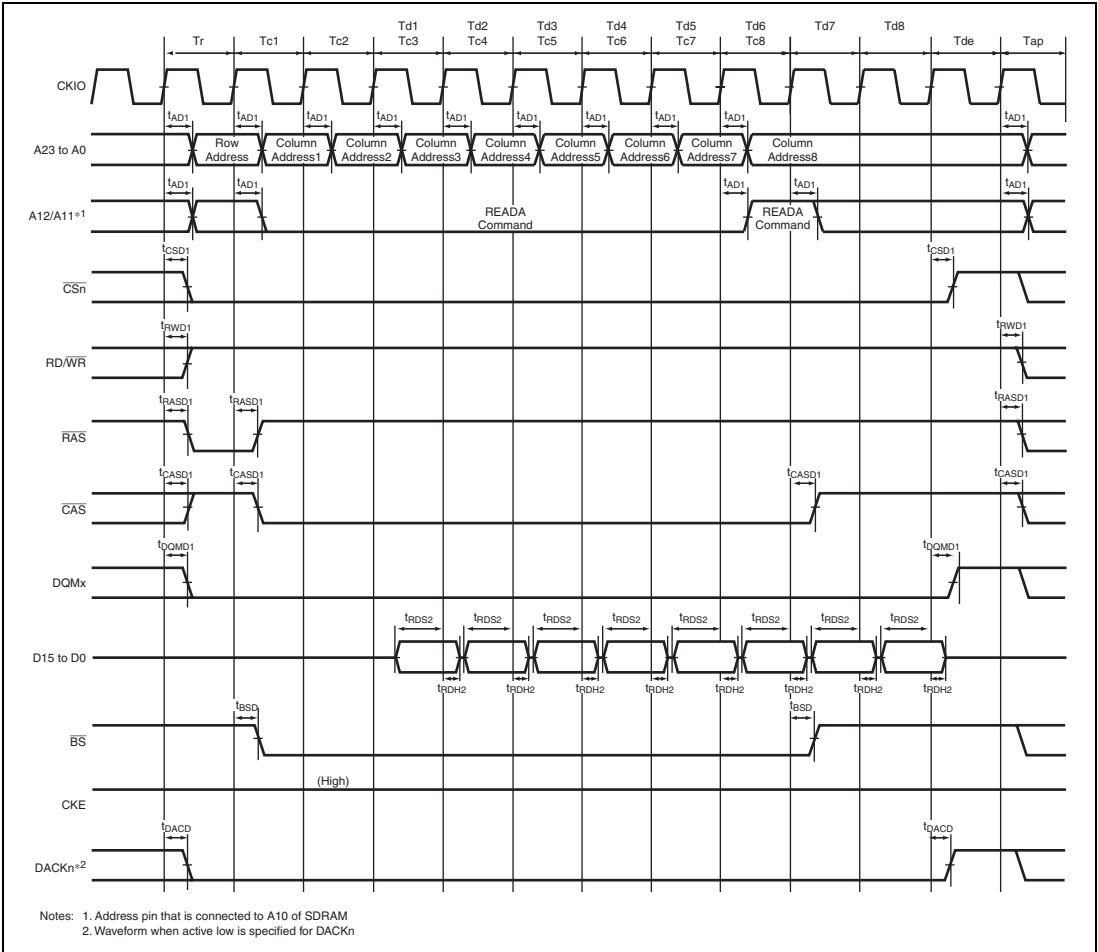 Td1 Td2 Td3 Td4 Td5 Td6 Td7 Td8
Tr Tc1 Tc2 Tc3 Tc4 Tc5 Tc6 Tc7 Tc8 Tde Tap
CKIO
tAD1 tAD1 tAD1 tAD1 tAD1 tAD1 tAD1 tAD1 tAD1 tAD1
A23 to A0
Row Address
Column Address1
Column Address2
Column Address3
Column Address4
Column Address5
Column Address6
Column Address7
Column Address8
tAD1 tAD1 tAD1 tAD1 tAD1
A12/A11*1
READA Command
READA Command
tCSD1 tCSD1
CSn
tRWD1 tRWD1
RD/WR
tRASD1 tRASD1 tRASD1
RAS
tCASD1 tCASD1 tCASD1 tCASD1
CAS
tDQMD1 tDQMD1
DQMx
tRDS2 tRDS2 tRDS2 tRDS2 tRDS2 tRDS2 tRDS2 tRDS2
D15 to D0
tRDH2 tRDH2 tRDH2 tRDH2 tRDH2 tRDH2 tRDH2 tRDH2
tBSD tBSD
BS
(High)
CKE
tDACD tDACD
DACKn*2
Notes: 1. Address pin that is connected to A10 of SDRAM
2. Waveform when active low is specified for DACKn